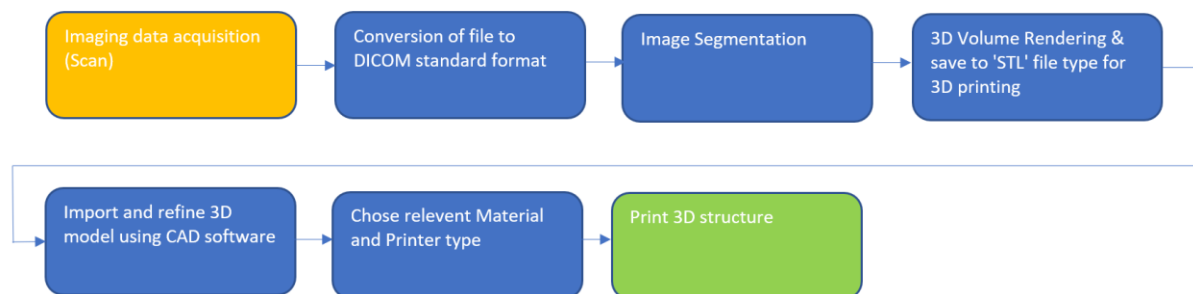 Imaging data acquisition
(Scan)
Conversion of file to
DICOM standard format
Image Segmentation
3D Volume Rendering &
save to 'STL' file type for
3D printing
Import and refine 3D
model using CAD software
Chose relevent Material
and Printer type
Print 3D structure